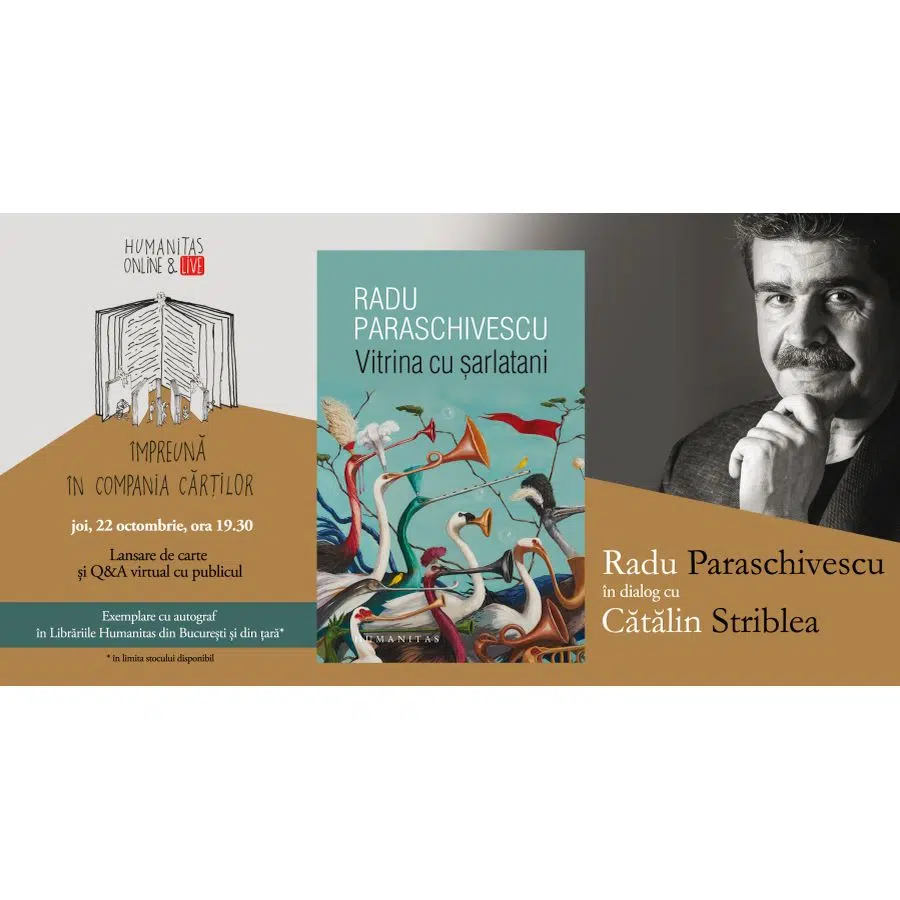 HUMANITAS
ONLINE & LIVE
ÎMPREUNĂ
ÎN COMPANIA CĂRȚILOR
joi, 22 octombrie, ora 19.30
Lansare de carte
și Q&A virtual cu publicul
Exemplare cu autograf
în Librăriile Humanitas din București și din țară*
* în limita stocului disponibil
RADU
PARASCHIVESCU
Vitrina cu șarlatani
HUMANITAS
Radu Paraschivescu
în dialog cu
Cătălin Striblea